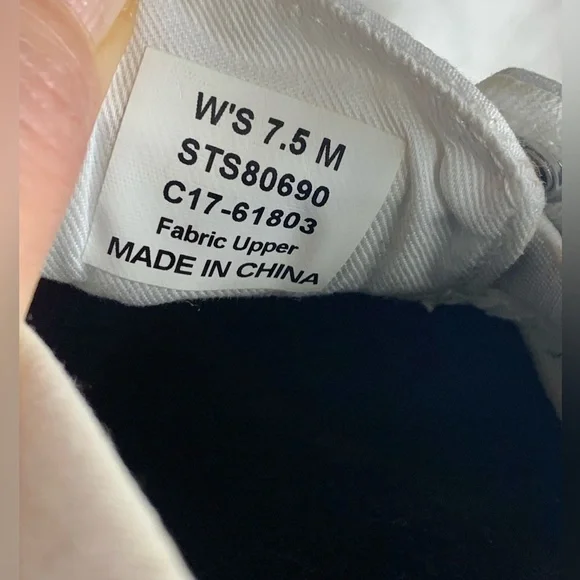 W'S 7.5 M
STS80690
C17-61803
Fabric Upper
MADE IN CHINA